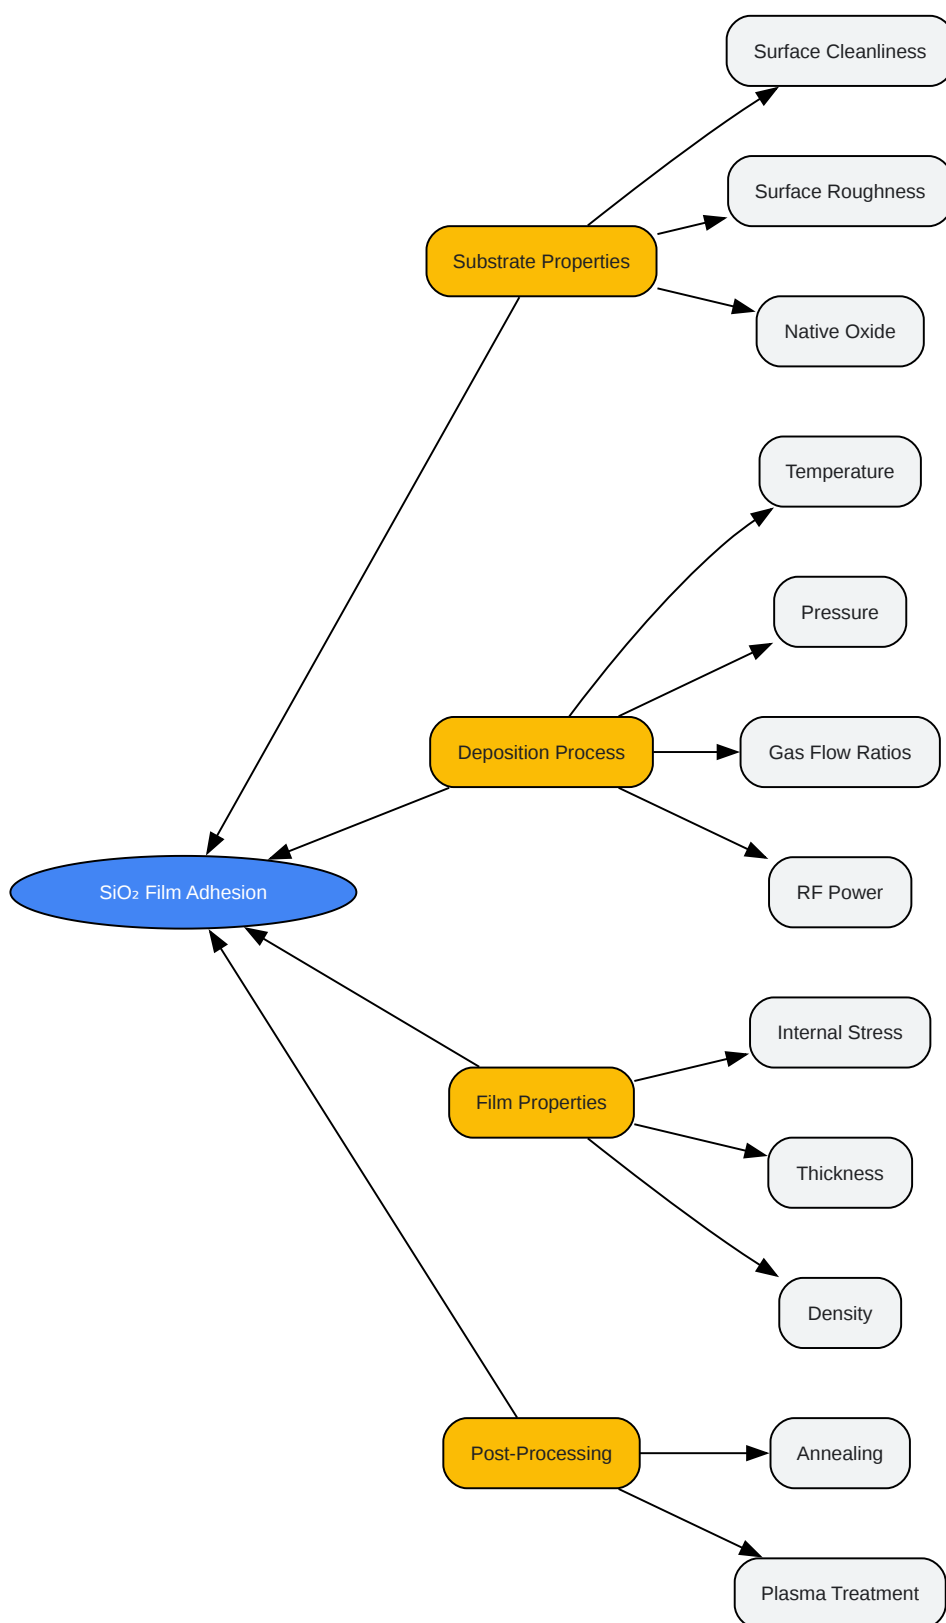 Surface Cleanliness
Surface Roughness
Substrate Properties
Native Oxide
Temperature
Pressure
Deposition Process
Gas Flow Ratios
SiO₂ Film Adhesion
RF Power
Internal Stress
Film Properties
Thickness
Density
Post-Processing
Annealing
Plasma Treatment